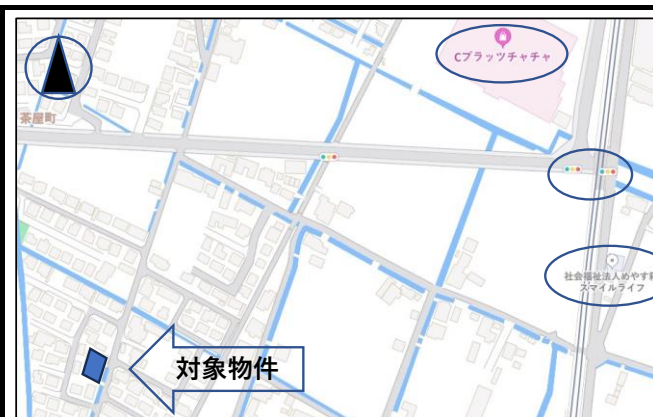 Cプラッツチャチャ
茶屋町
社会福祉法人めやす箱
スマイルライフ
対象物件